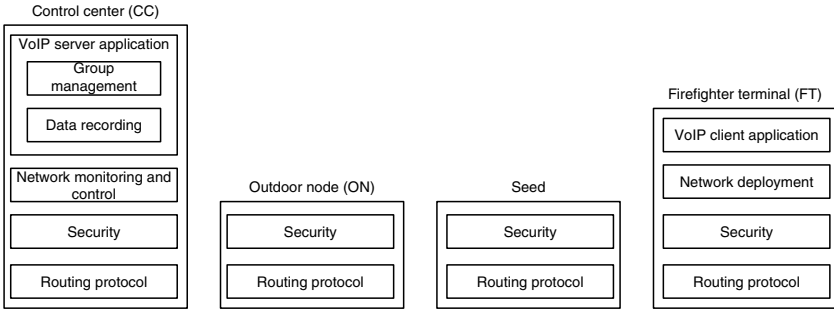 Control center (CC)
VoIP server application
Group
management
Data recording
Network monitoring and
control
Security
Routing protocol
Outdoor node (ON)
Security
Routing protocol
Seed
Security
Routing protocol
Firefighter terminal (FT)
VoIP client application
Network deployment
Security
Routing protocol